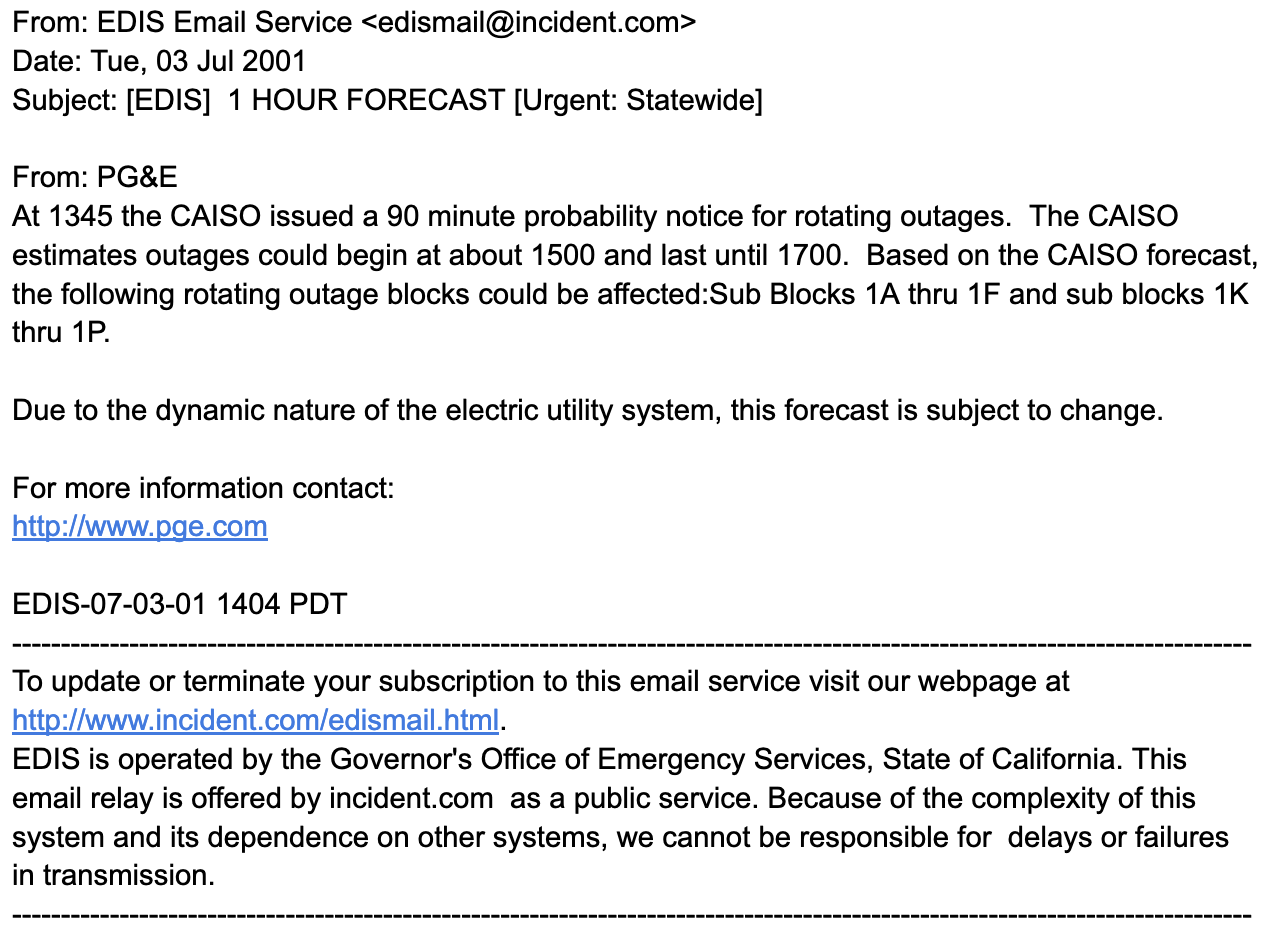 From: EDIS Email Service <edismail@incident.com>
Date: Tue, 03 Jul 2001
Subject: [EDIS]  1 HOUR FORECAST [Urgent: Statewide]
From: PG&E
At 1345 the CAISO issued a 90 minute probability notice for rotating outages.  The CAISO
estimates outages could begin at about 1500 and last until 1700.  Based on the CAISO forecast,
the following rotating outage blocks could be affected:Sub Blocks 1A thru 1F and sub blocks 1K
thru 1P.
Due to the dynamic nature of the electric utility system, this forecast is subject to change.
For more information contact:
http://www.pge.com
EDIS-07-03-01 1404 PDT
---------------------------------------------------------------------------------------------------------------------------------
To update or terminate your subscription to this email service visit our webpage at
http://www.incident.com/edismail.html.
EDIS is operated by the Governor's Office of Emergency Services, State of California. This
email relay is offered by incident.com  as a public service. Because of the complexity of this
system and its dependence on other systems, we cannot be responsible for  delays or failures
in transmission.
---------------------------------------------------------------------------------------------------------------------------------